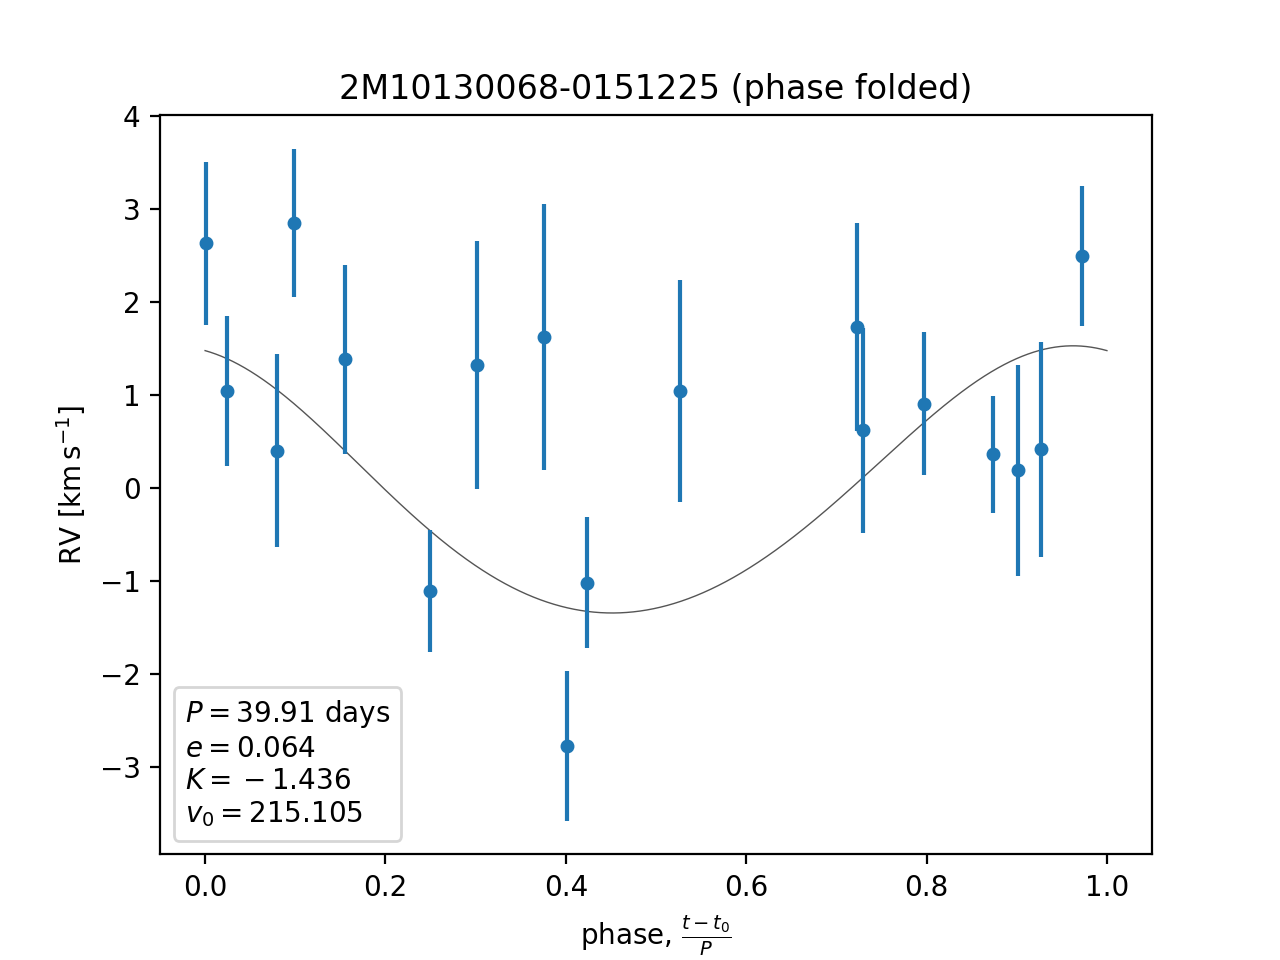 2M10130068-0151225 (phase folded)
RV [km s⁻¹]
4
3
2
1
0
−1
−2
−3
P = 39.91 days
e = 0.064
K = −1.436
v₀ = 215.105
0.0 0.2 0.4 0.6 0.8 1.0
phase, (t − t₀)/P